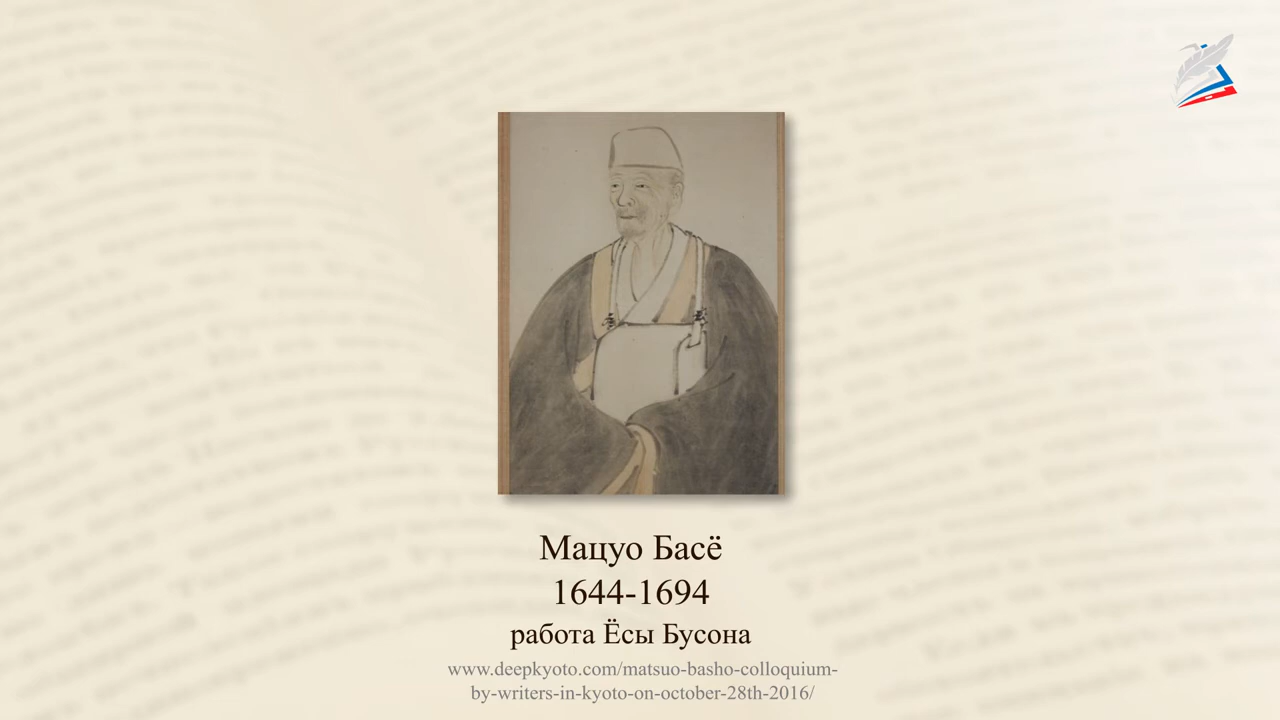 Мацуо Басё
1644-1694
работа Ёсы Бусона
www.deepkyoto.com/matsuo-basho-colloquium-
by-writers-in-kyoto-on-october-28th-2016/